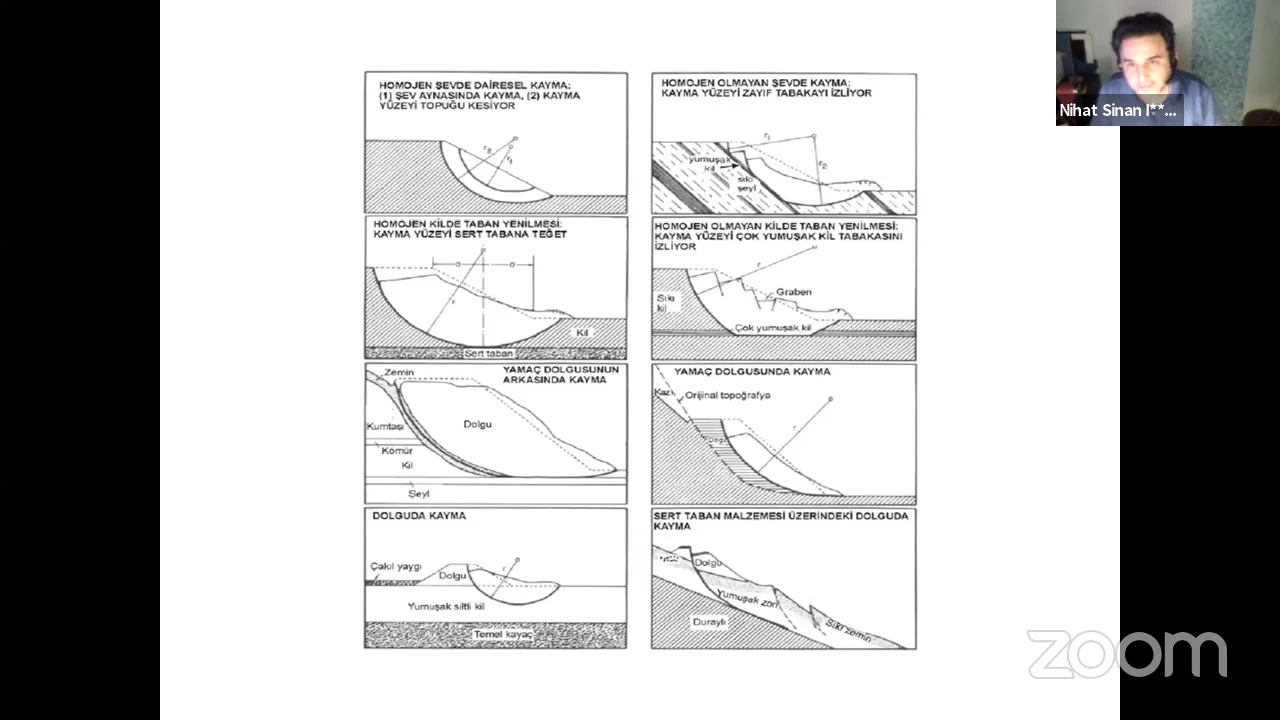 HOMOJEN ŞEVDE DAİRESEL KAYMA:
(1) ŞEV AYNASINDA KAYMA, (2) KAYMA
YÜZEYİ TOPUĞU KESİYOR
r2
r1
HOMOJEN OLMAYAN ŞEVDE KAYMA:
KAYMA YÜZEYİ ZAYIF TABAKAYI İZLİYOR
r1
r2
yumuşak
kil
sıkı
şeyl
HOMOJEN KİLDE TABAN YENİLMESİ:
KAYMA YÜZEYİ SERT TABANA TEĞET
a
a
r
Kil
Sert taban
HOMOJEN OLMAYAN KİLDE TABAN YENİLMESİ:
KAYMA YÜZEYİ ÇOK YUMUŞAK KİL TABAKASINI
İZLİYOR
r
Graben
Sıkı
kil
Çok yumuşak kil
YAMAÇ DOLGUSUNUN
ARKASINDA KAYMA
Zemin
Dolgu
Kumtaşı
Kömür
Kil
Şeyl
YAMAÇ DOLGUSUNDA KAYMA
Kazı
Orijinal topoğrafya
r
DOLGUDA KAYMA
Çakıl yaygı
Dolgu
r
Yumuşak siltli kil
Temel kayaç
SERT TABAN MALZEMESİ ÜZERİNDEKİ DOLGUDA
KAYMA
Dolgu
Yumuşak zon
Sıkı zemin
Duraylı
Nihat Sinan I**...
zoom